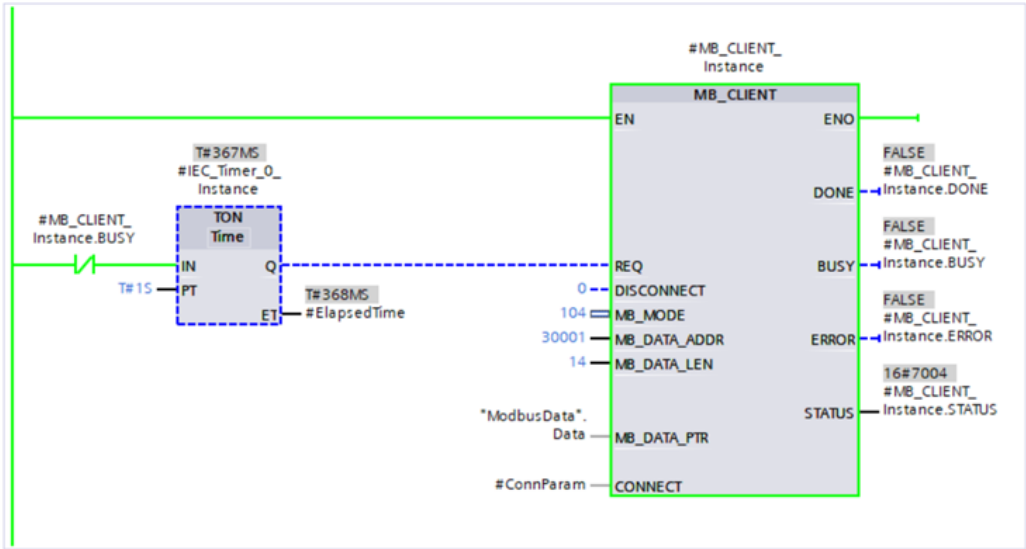 #MB_CLIENT_
Instance
MB_CLIENT
EN
ENO
T#367MS
#IEC_Timer_0_
Instance
TON
Time
#MB_CLIENT_
Instance.BUSY
IN
Q
T#1S
PT
ET
T#368MS
#ElapsedTime
REQ
0
DISCONNECT
104
MB_MODE
30001
MB_DATA_ADDR
14
MB_DATA_LEN
"ModbusData".
Data
MB_DATA_PTR
#ConnParam
CONNECT
FALSE
#MB_CLIENT_
DONE
Instance.DONE
FALSE
#MB_CLIENT_
BUSY
Instance.BUSY
FALSE
#MB_CLIENT_
ERROR
Instance.ERROR
16#7004
#MB_CLIENT_
STATUS
Instance.STATUS